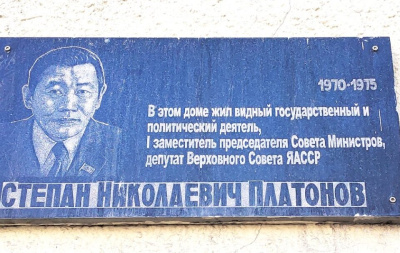 1970-1975
В этом доме жил видный государственный и
политический деятель,
I заместитель председателя Совета Министров,
депутат Верховного Совета ЯАССР
СТЕПАН НИКОЛАЕВИЧ ПЛАТОНОВ